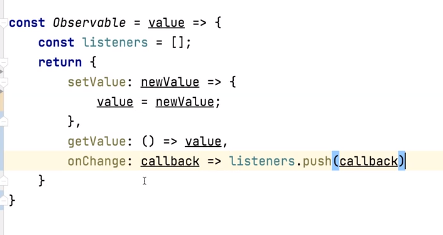 const Observable = value => {
    const listeners = [];
    return {
        setValue: newValue => {
            value = newValue;
        },
        getValue: () => value,
        onChange: callback => listeners.push(callback)
    }
}